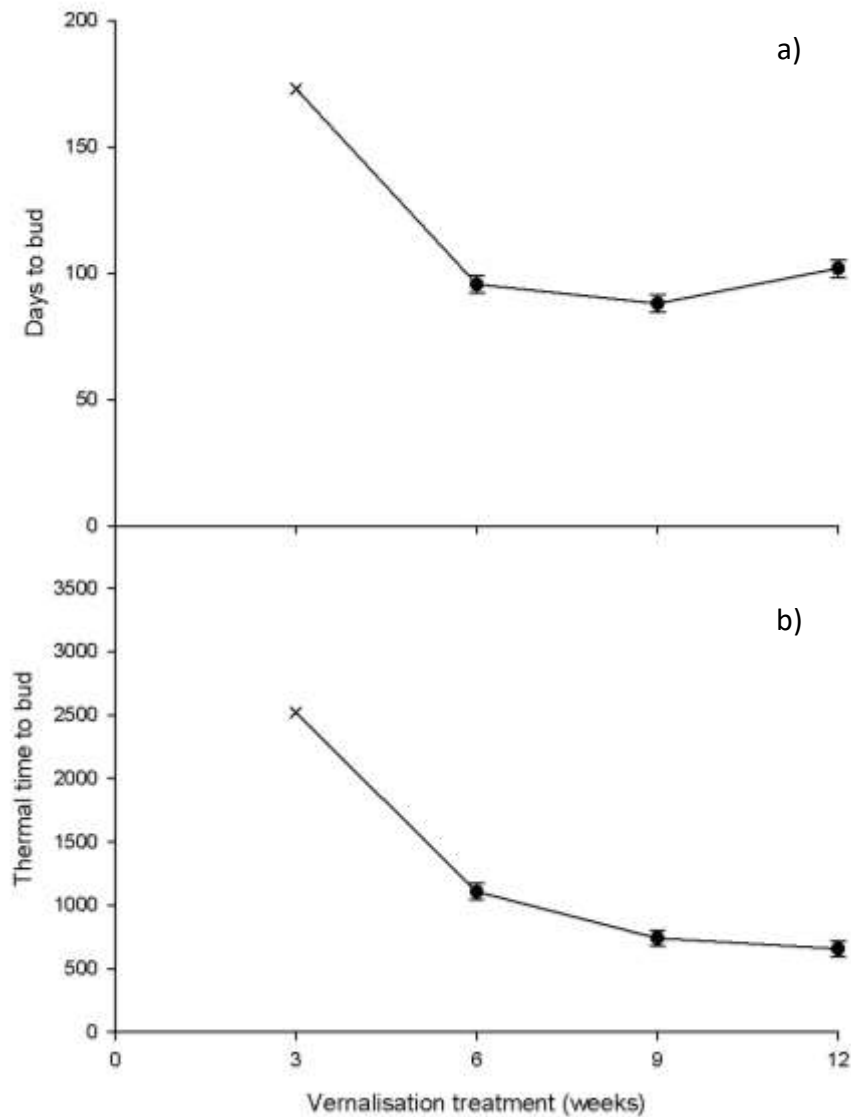 200
a)
150
100
50
0
Days to bud
3500
b)
3000
2500
2000
1500
1000
500
0
Thermal time to bud
0 3 6 9 12
Vernalisation treatment (weeks)